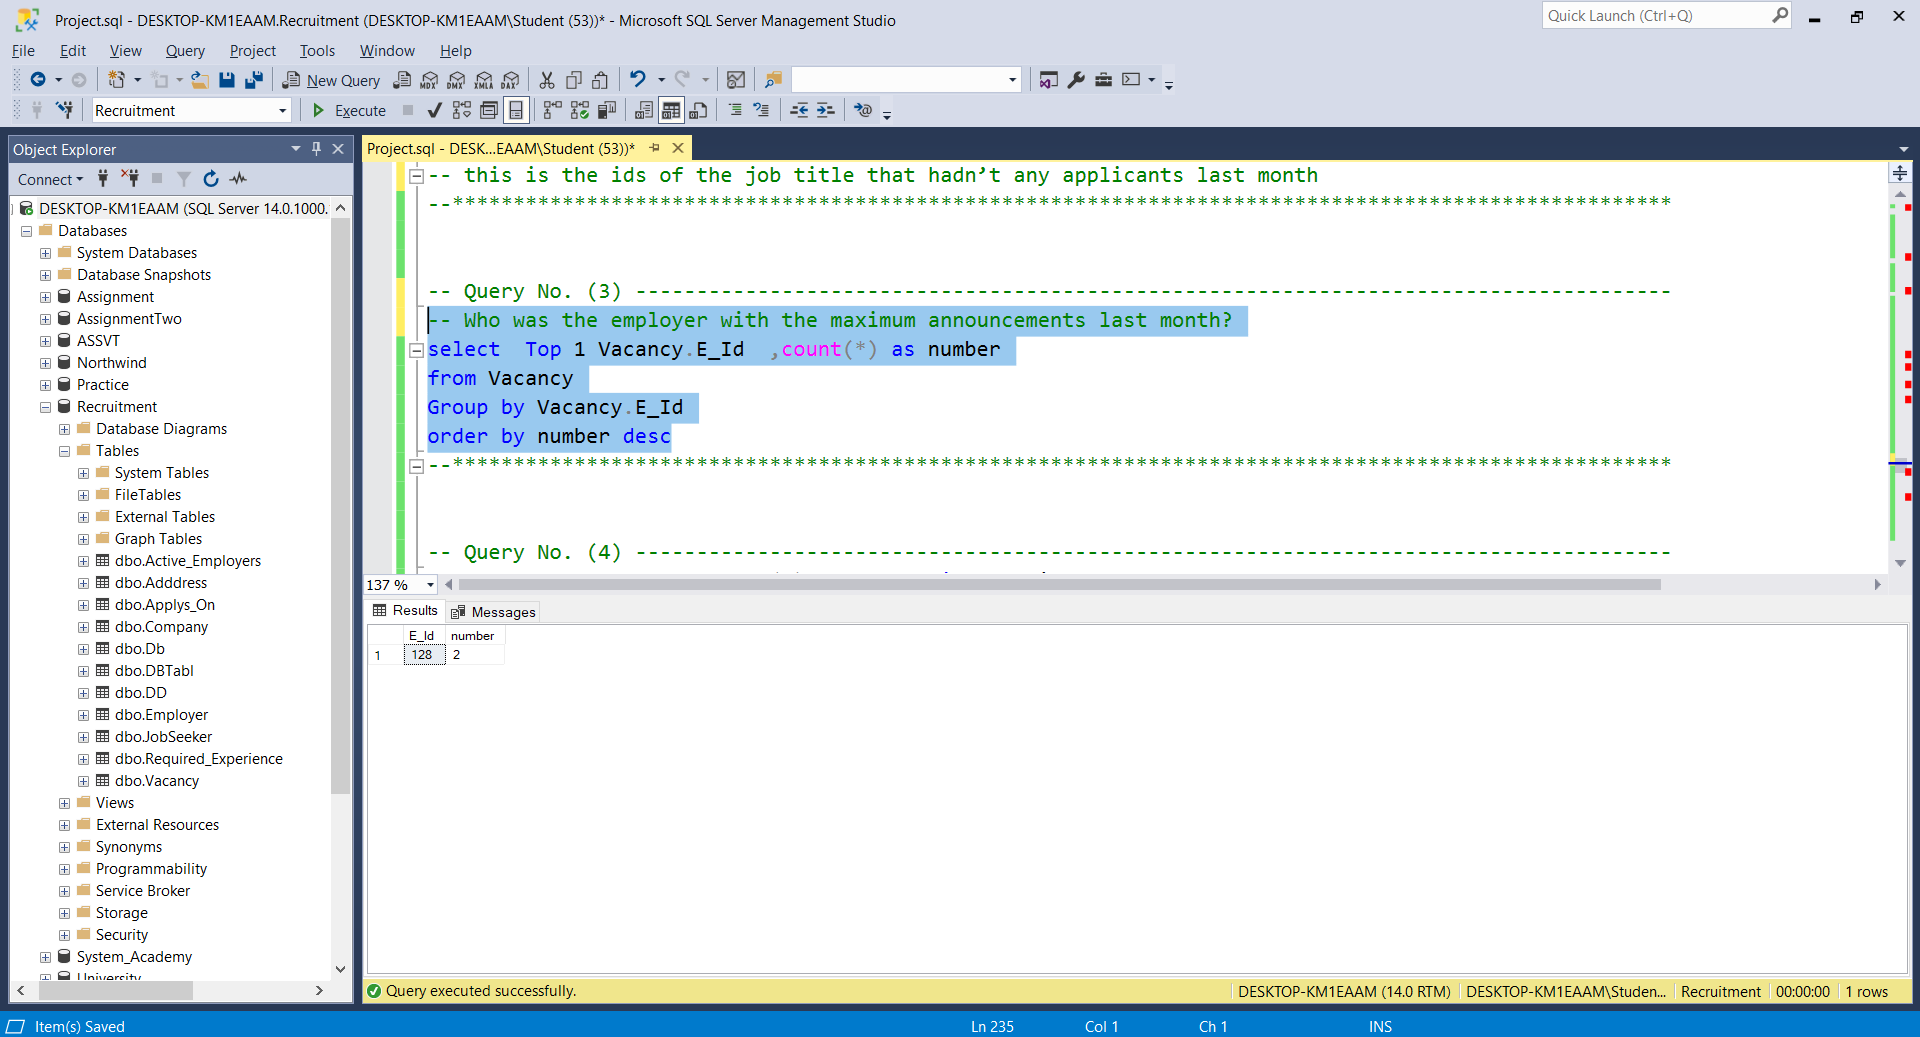 Project.sql - DESKTOP-KM1EAAM.Recruitment (DESKTOP-KM1EAAM\Student (53))* - Microsoft SQL Server Management Studio
Quick Launch (Ctrl+Q)
File Edit View Query Project Tools Window Help
New Query MDX DMX XMLA DAX
Recruitment Execute
Object Explorer
Connect
DESKTOP-KM1EAAM (SQL Server 14.0.1000.
Databases
System Databases
Database Snapshots
Assignment
AssignmentTwo
ASSVT
Northwind
Practice
Recruitment
Database Diagrams
Tables
System Tables
FileTables
External Tables
Graph Tables
dbo.Active_Employers
dbo.Adddress
dbo.Applys_On
dbo.Company
dbo.Db
dbo.DBTabl
dbo.DD
dbo.Employer
dbo.JobSeeker
dbo.Required_Experience
dbo.Vacancy
Views
External Resources
Synonyms
Programmability
Service Broker
Storage
Security
System_Academy
University
Project.sql - DESK...EAAM\Student (53))*
-- this is the ids of the job title that hadn’t any applicants last month
--****************************************************************************************************
-- Query No. (3) -------------------------------------------------------------------------------------
-- Who was the employer with the maximum announcements last month?
select  Top 1 Vacancy.E_Id  ,count(*) as number
from Vacancy
Group by Vacancy.E_Id
order by number desc
--****************************************************************************************************
-- Query No. (4) -------------------------------------------------------------------------------------
137 %
Results Messages
E_Id number
1 128 2
Query executed successfully. DESKTOP-KM1EAAM (14.0 RTM) DESKTOP-KM1EAAM\Studen... Recruitment 00:00:00 1 rows
Item(s) Saved Ln 235 Col 1 Ch 1 INS